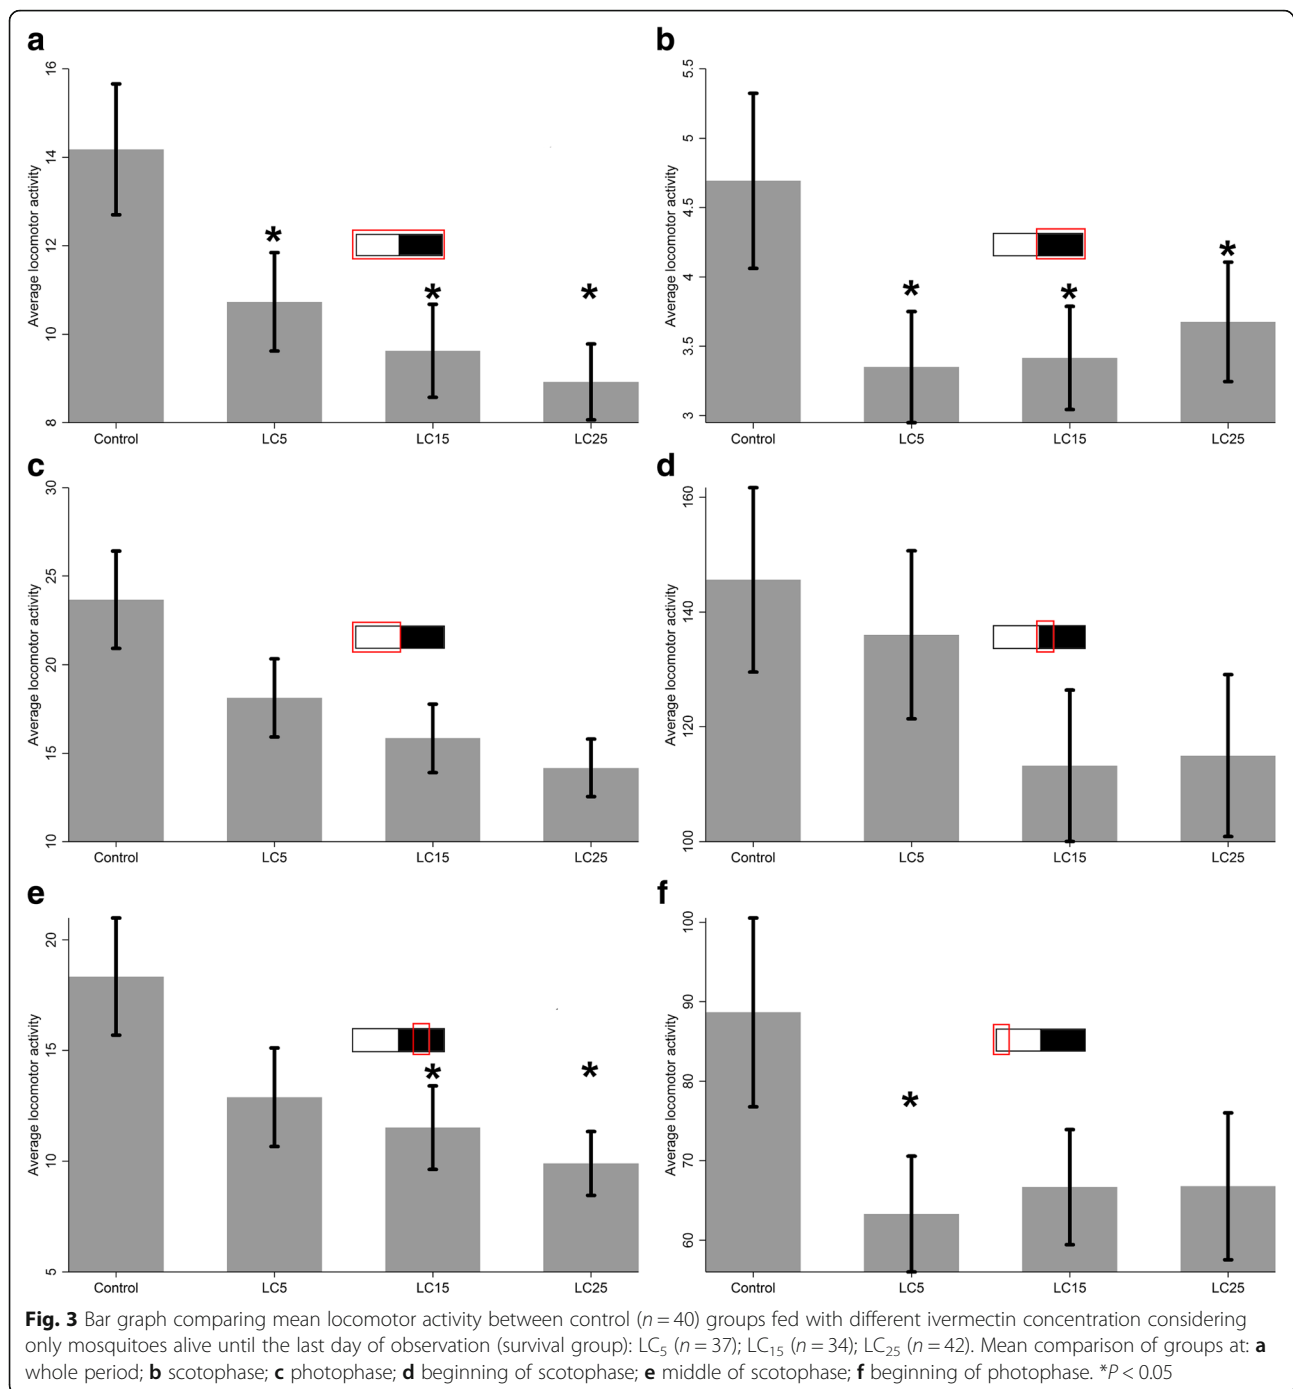 a
b
16
14
12
10
8
Average locomotor activity
*
*
*
Control LC5 LC15 LC25
5.5
5
4.5
4
3.5
3
Average locomotor activity
*
*
*
Control LC5 LC15 LC25
c
d
30
25
20
15
10
Average locomotor activity
Control LC5 LC15 LC25
160
140
120
100
Average locomotor activity
Control LC5 LC15 LC25
e
f
20
15
10
5
Average locomotor activity
*
*
Control LC5 LC15 LC25
100
90
80
70
60
Average locomotor activity
*
Control LC5 LC15 LC25
Fig. 3 Bar graph comparing mean locomotor activity between control (n = 40) groups fed with different ivermectin concentration considering
only mosquitoes alive until the last day of observation (survival group): LC5 (n = 37); LC15 (n = 34); LC25 (n = 42). Mean comparison of groups at: a
whole period; b scotophase; c photophase; d beginning of scotophase; e middle of scotophase; f beginning of photophase. *P < 0.05